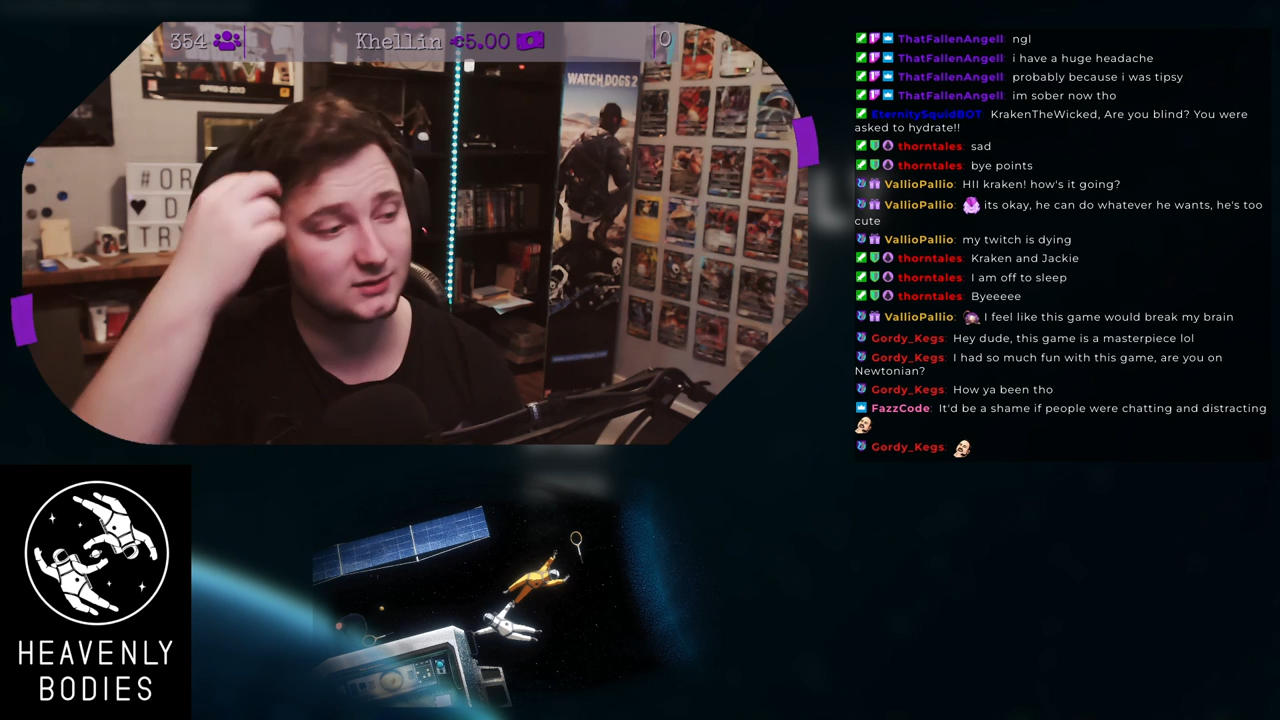 354
Khellin €5.00
0
SPRING 2013
WATCH_DOGS 2
# OR
♥ D
TRY
ThatFallenAngell: ngl
ThatFallenAngell: i have a huge headache
ThatFallenAngell: probably because i was tipsy
ThatFallenAngell: im sober now tho
EternitySquidBOT: KrakenTheWicked, Are you blind? You were
asked to hydrate!!
thorntales: sad
thorntales: bye points
VallioPallio: HII kraken! how's it going?
VallioPallio: its okay, he can do whatever he wants, he's too
cute
VallioPallio: my twitch is dying
thorntales: Kraken and Jackie
thorntales: I am off to sleep
thorntales: Byeeeee
VallioPallio: I feel like this game would break my brain
Gordy_Kegs: Hey dude, this game is a masterpiece lol
Gordy_Kegs: I had so much fun with this game, are you on
Newtonian?
Gordy_Kegs: How ya been tho
FazzCode: It'd be a shame if people were chatting and distracting
Gordy_Kegs:
HEAVENLY
BODIES